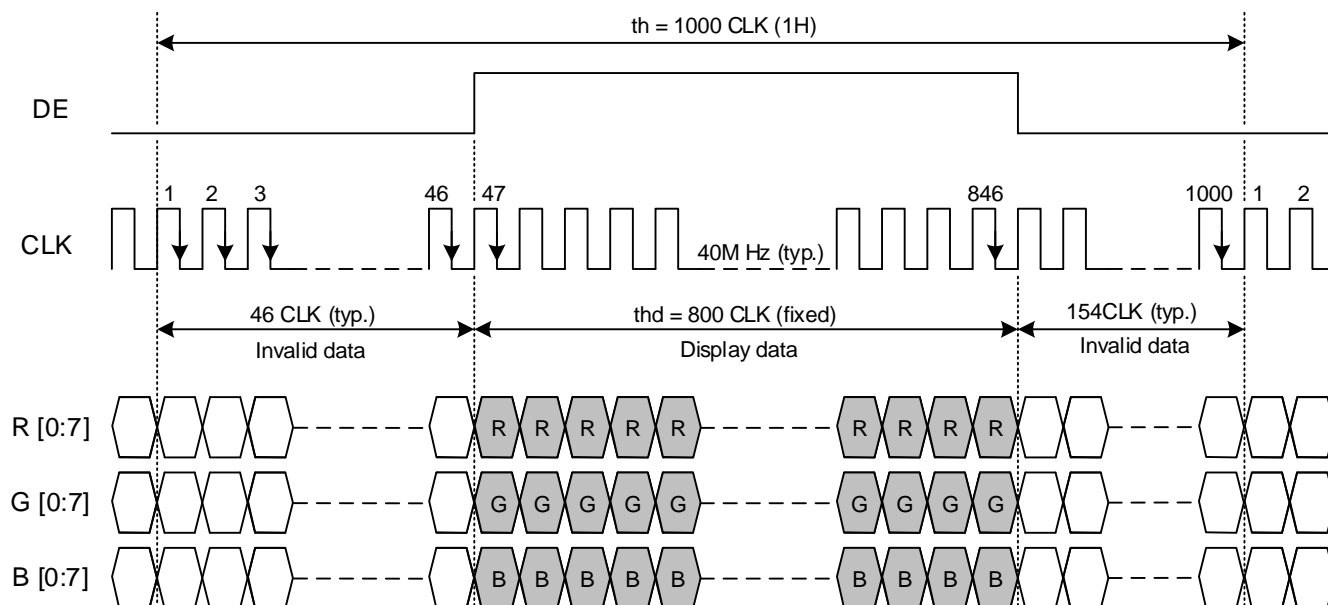 th = 1000 CLK (1H)
DE
1 2 3 46 47 846 1000 1 2
CLK
40M Hz (typ.)
46 CLK (typ.) thd = 800 CLK (fixed) 154CLK (typ.)
Invalid data Display data Invalid data
R [0:7] R R R R R R R R R
G [0:7] G G G G G G G G G
B [0:7] B B B B B B B B B